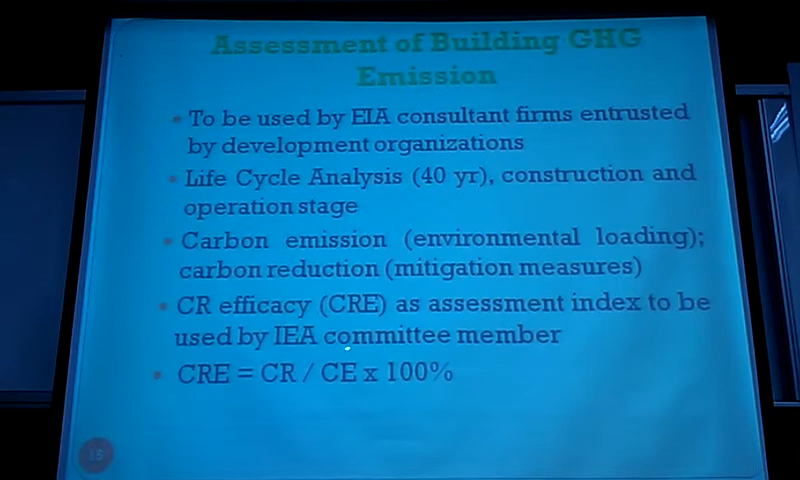 Assessment of Building GHG
Emission
To be used by EIA consultant firms entrusted
by development organizations
Life Cycle Analysis (40 yr), construction and
operation stage
Carbon emission (environmental loading);
carbon reduction (mitigation measures)
CR efficacy (CRE) as assessment index to be
used by IEA committee member
CRE = CR / CE x 100%
15